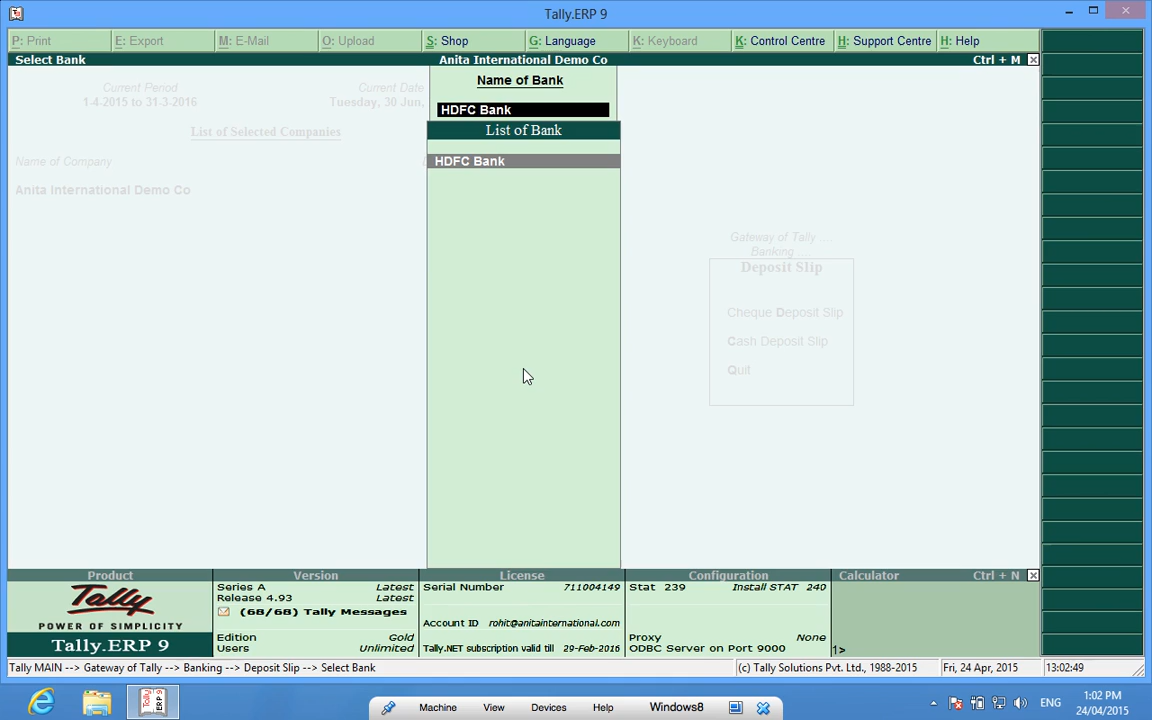 Tally.ERP 9
P: Print E: Export M: E-Mail O: Upload S: Shop G: Language K: Keyboard K: Control Centre H: Support Centre H: Help
Select Bank Anita International Demo Co Ctrl + M
Name of Bank
HDFC Bank
List of Bank
HDFC Bank
Current Period Current Date
1-4-2015 to 31-3-2016 Tuesday, 30 Jun,
List of Selected Companies
Name of Company
Anita International Demo Co
Gateway of Tally ....
Banking ....
Deposit Slip
Cheque Deposit Slip
Cash Deposit Slip
Quit
Product Version License Configuration Calculator Ctrl + N
Tally
POWER OF SIMPLICITY
Tally.ERP 9
Series A Latest
Release 4.93 Latest
(68/68) Tally Messages
Edition Gold
Users Unlimited
Serial Number 711004149
Account ID rohit@anitainternational.com
Tally.NET subscription valid till 29-Feb-2016
Stat 239 Install STAT 240
Proxy None
ODBC Server on Port 9000
1>
Tally MAIN --> Gateway of Tally --> Banking --> Deposit Slip --> Select Bank (c) Tally Solutions Pvt. Ltd., 1988-2015 Fri, 24 Apr, 2015 13:02:49
Machine View Devices Help Windows8
ENG
1:02 PM
24/04/2015